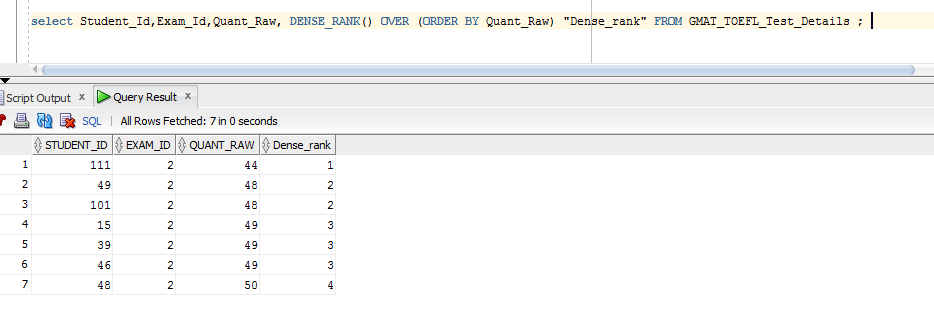 select Student_Id,Exam_Id,Quant_Raw, DENSE_RANK() OVER (ORDER BY Quant_Raw) "Dense_rank" FROM GMAT_TOEFL_Test_Details ;
Script Output x Query Result x
SQL All Rows Fetched: 7 in 0 seconds
STUDENT_ID EXAM_ID QUANT_RAW Dense_rank
1 111 2 44 1
2 49 2 48 2
3 101 2 48 2
4 15 2 49 3
5 39 2 49 3
6 46 2 49 3
7 48 2 50 4